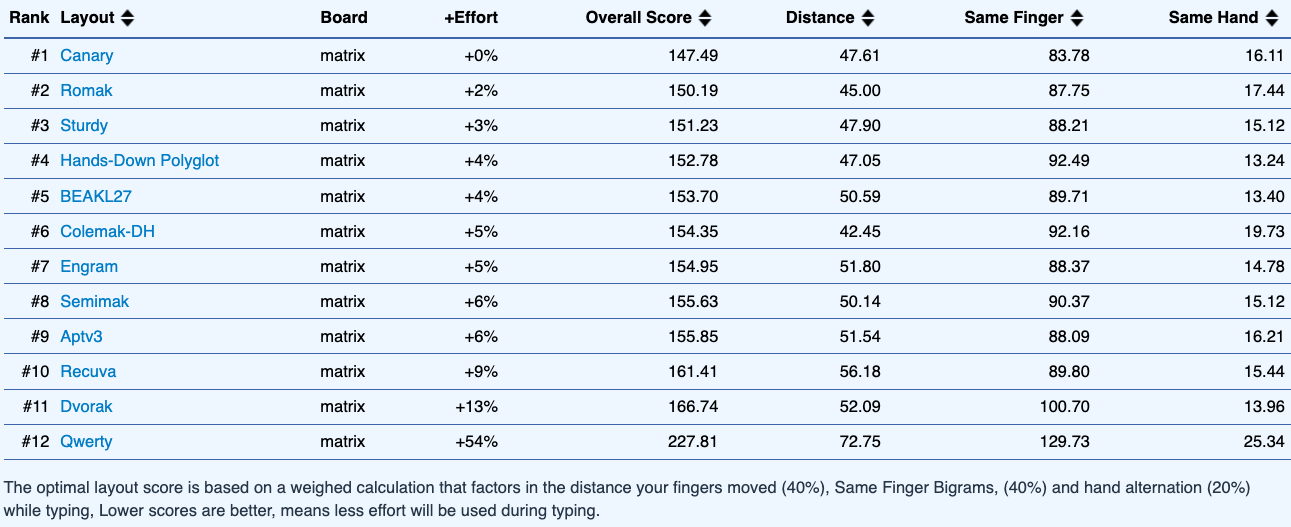 Rank Layout Board +Effort Overall Score Distance Same Finger Same Hand
#1 Canary matrix +0% 147.49 47.61 83.78 16.11
#2 Romak matrix +2% 150.19 45.00 87.75 17.44
#3 Sturdy matrix +3% 151.23 47.90 88.21 15.12
#4 Hands-Down Polyglot matrix +4% 152.78 47.05 92.49 13.24
#5 BEAKL27 matrix +4% 153.70 50.59 89.71 13.40
#6 Colemak-DH matrix +5% 154.35 42.45 92.16 19.73
#7 Engram matrix +5% 154.95 51.80 88.37 14.78
#8 Semimak matrix +6% 155.63 50.14 90.37 15.12
#9 Aptv3 matrix +6% 155.85 51.54 88.09 16.21
#10 Recuva matrix +9% 161.41 56.18 89.80 15.44
#11 Dvorak matrix +13% 166.74 52.09 100.70 13.96
#12 Qwerty matrix +54% 227.81 72.75 129.73 25.34
The optimal layout score is based on a weighed calculation that factors in the distance your fingers moved (40%), Same Finger Bigrams, (40%) and hand alternation (20%)
while typing, Lower scores are better, means less effort will be used during typing.